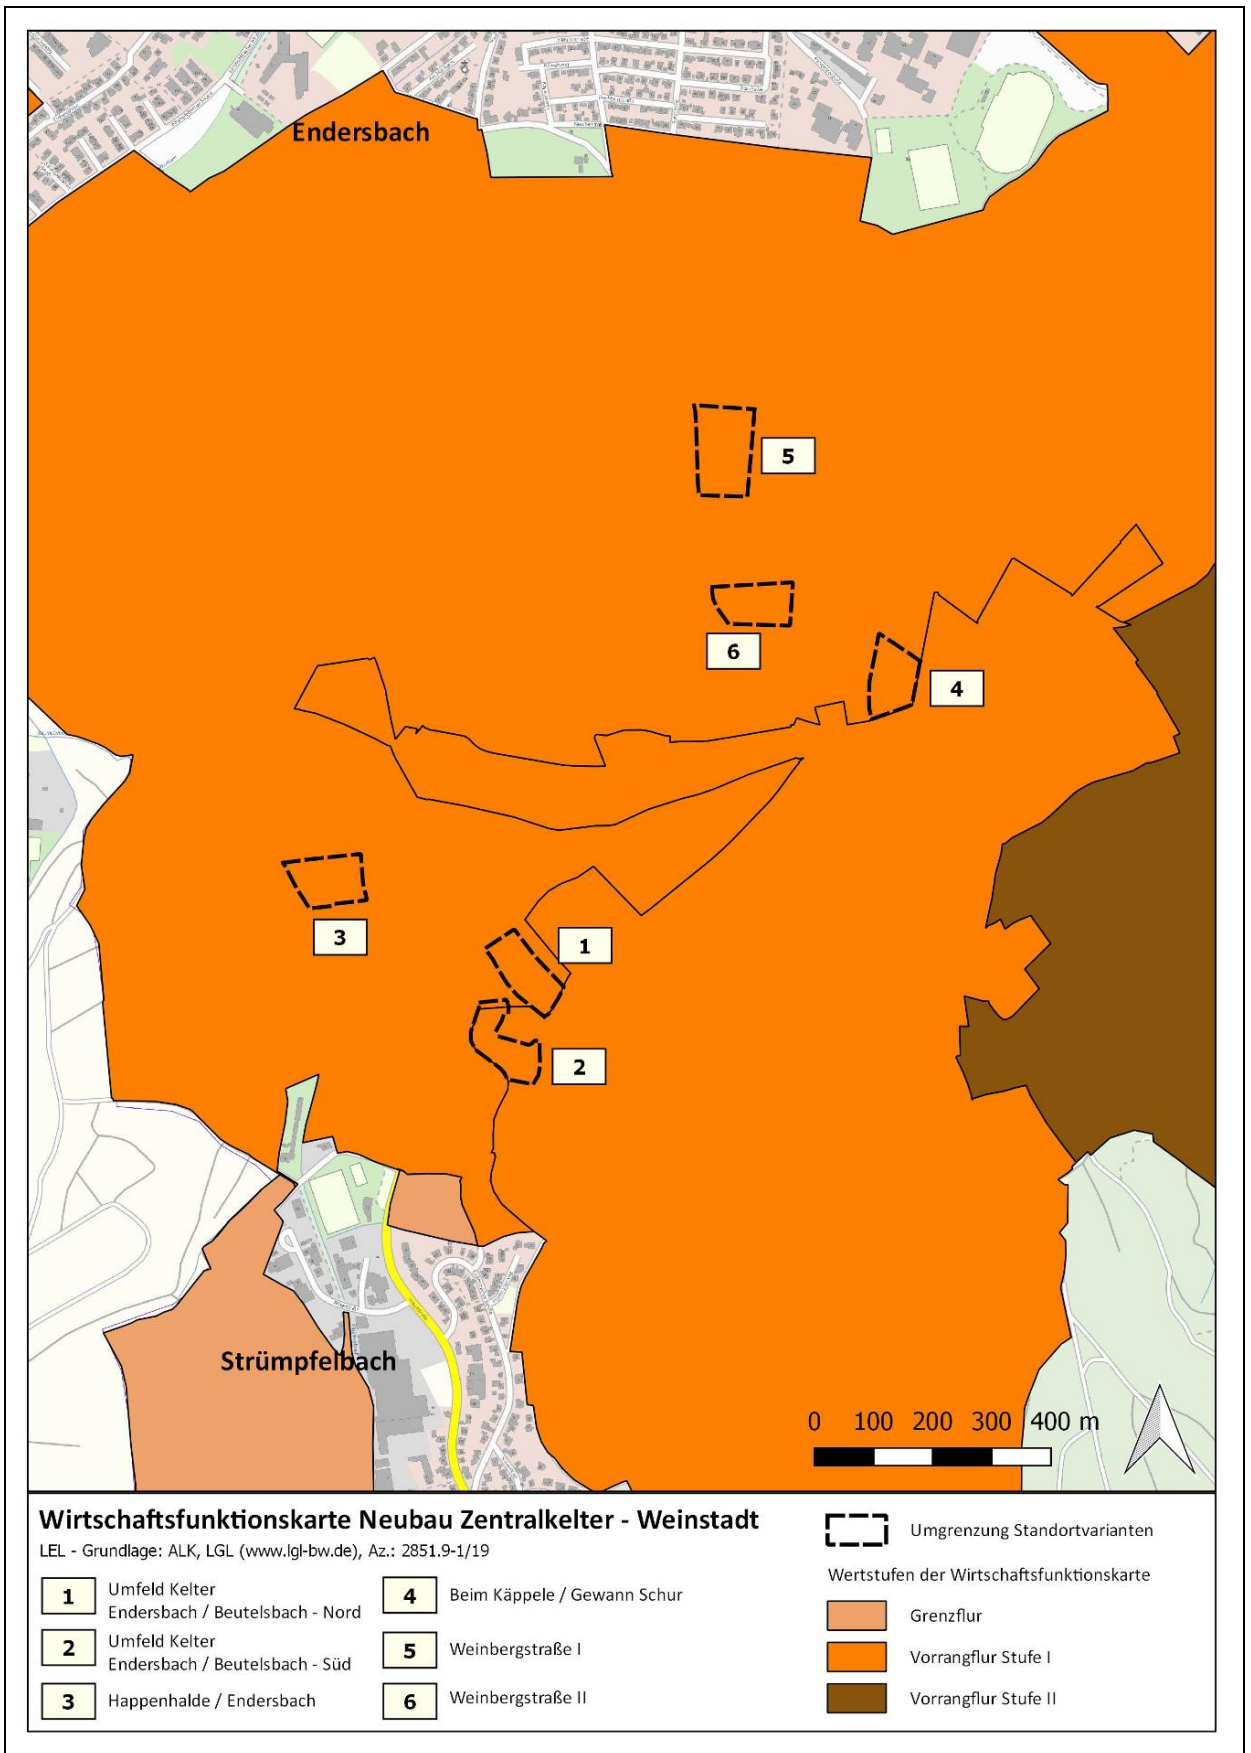 Endersbach
5
6
4
3
1
2
Strümpfelbach
0 100 200 300 400 m
Wirtschaftsfunktionskarte Neubau Zentralkelter - Weinstadt
LEL - Grundlage: ALK, LGL (www.lgl-bw.de), Az.: 2851.9-1/19
1 Umfeld Kelter
Endersbach / Beutelsbach - Nord
2 Umfeld Kelter
Endersbach / Beutelsbach - Süd
3 Happenhalde / Endersbach
4 Beim Käppele / Gewann Schur
5 Weinbergstraße I
6 Weinbergstraße II
Umgrenzung Standortvarianten
Wertstufen der Wirtschaftsfunktionskarte
Grenzflur
Vorrangflur Stufe I
Vorrangflur Stufe II